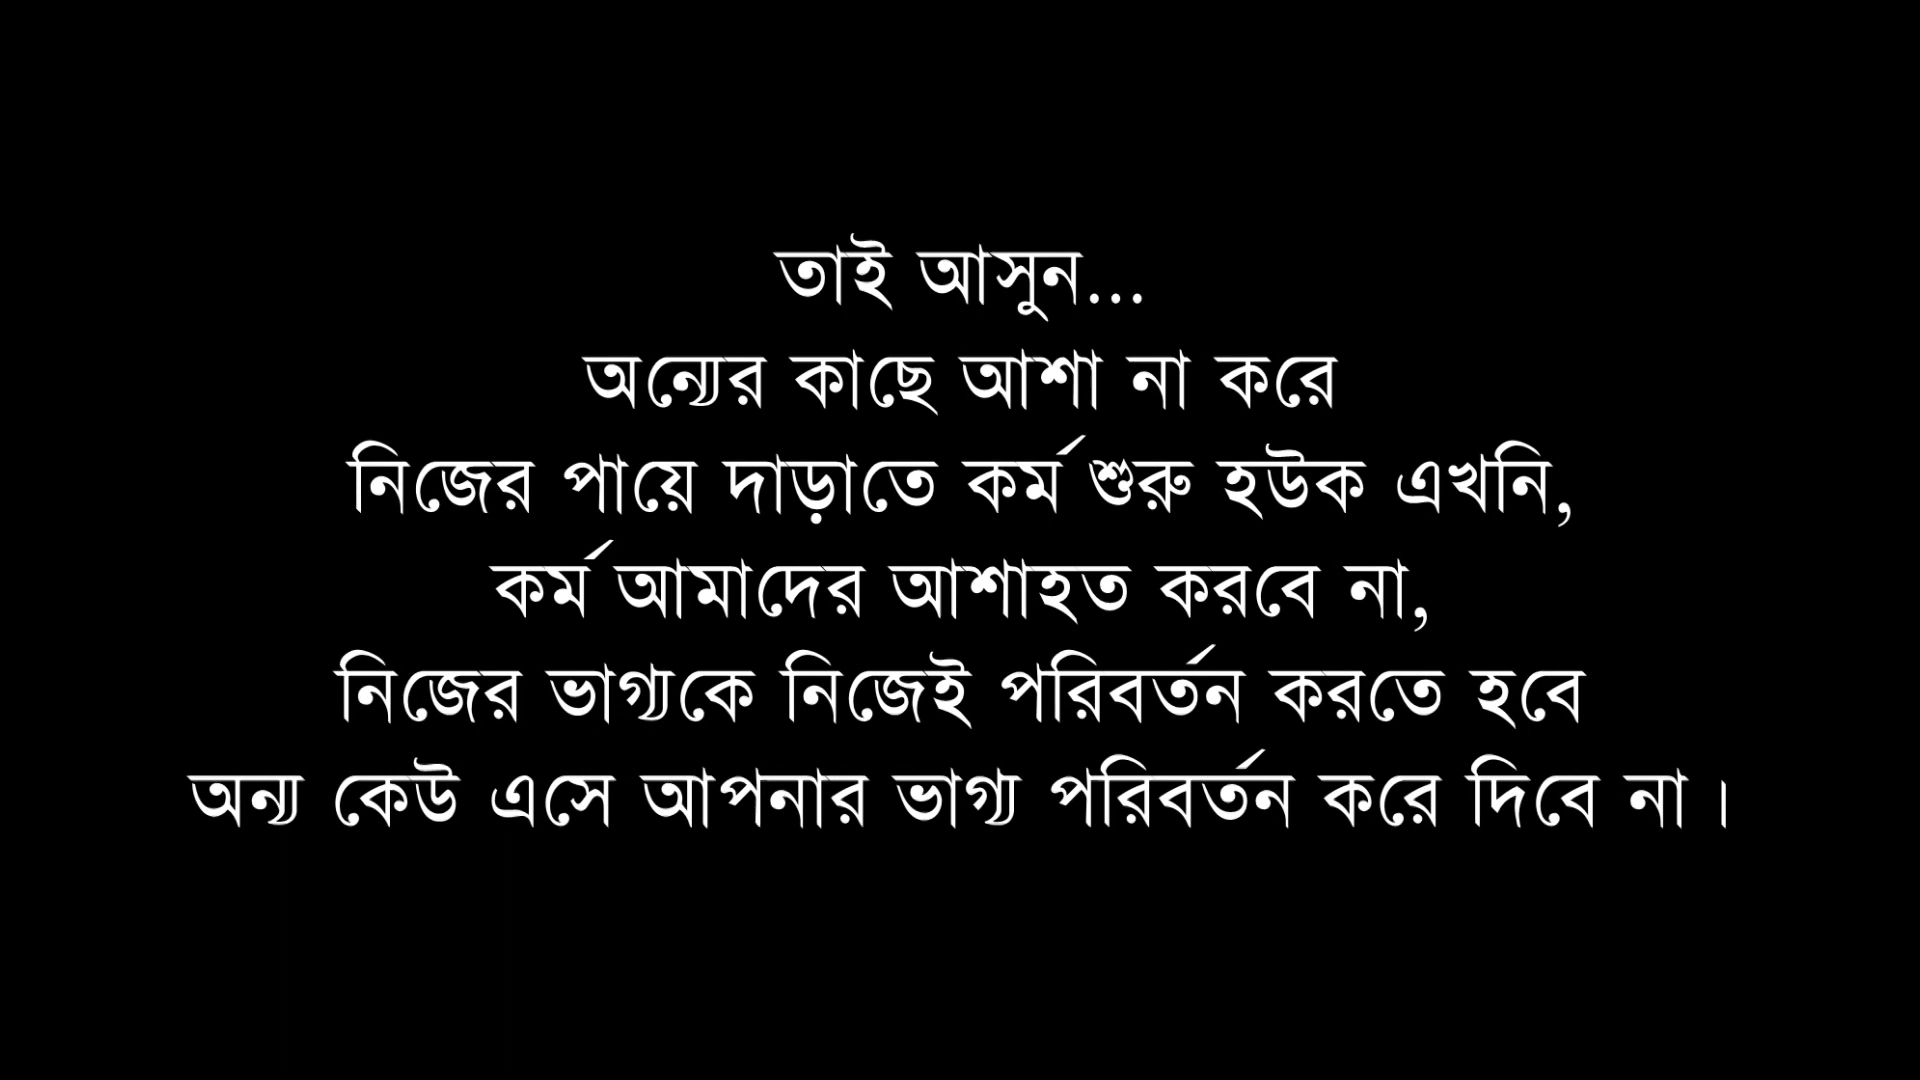 তাই আসুন...
অন্যের কাছে আশা না করে
নিজের পায়ে দাড়াতে কর্ম শুরু হউক এখনি,
কর্ম আমাদের আশাহত করবে না,
নিজের ভাগ্যকে নিজেই পরিবর্তন করতে হবে
অন্য কেউ এসে আপনার ভাগ্য পরিবর্তন করে দিবে না।